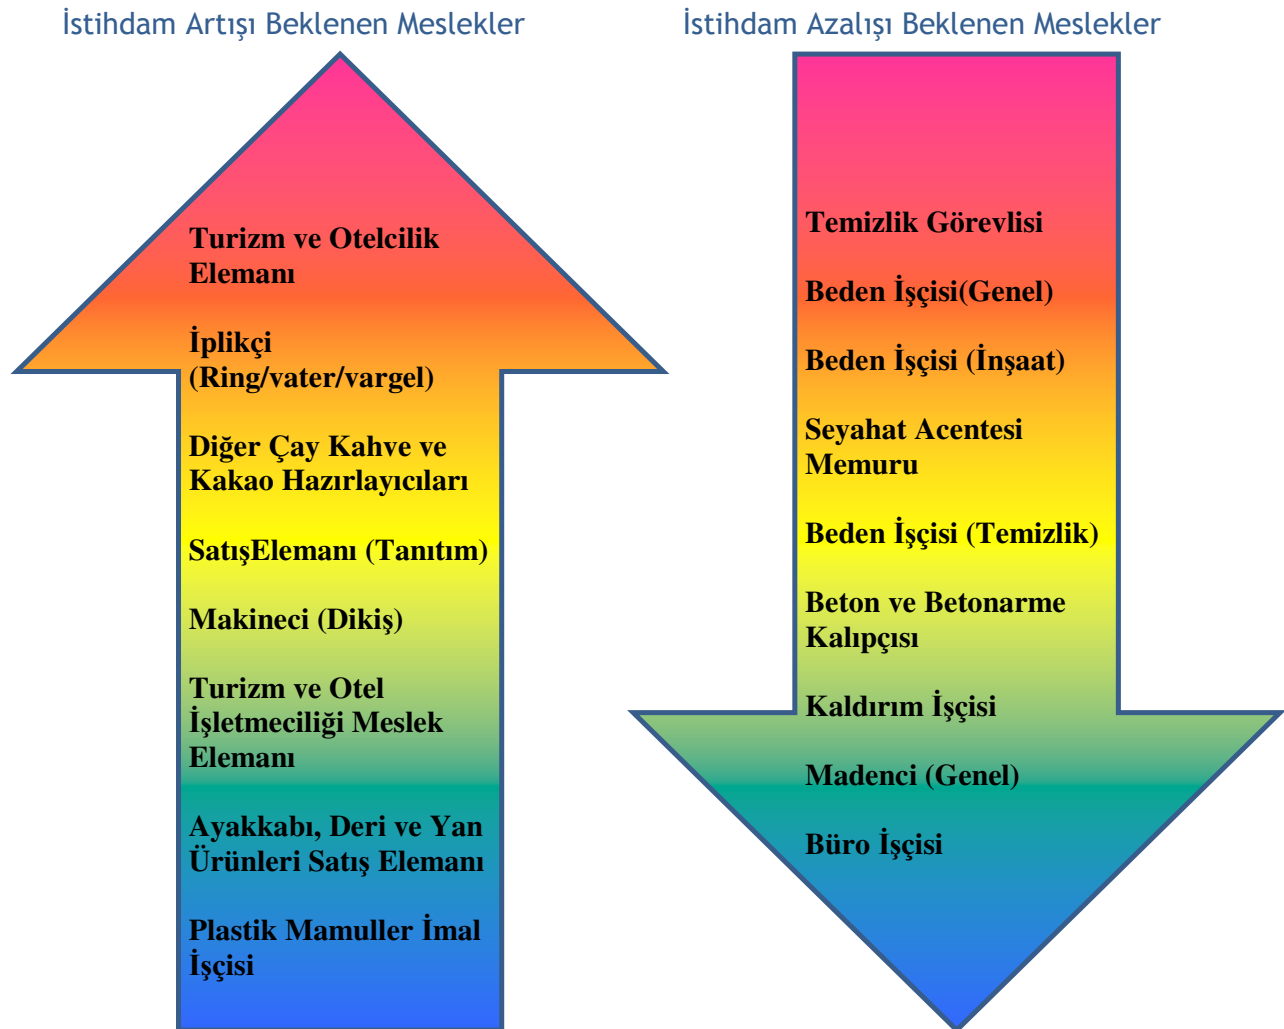 İstihdam Artışı Beklenen Meslekler
Turizm ve Otelcilik
Elemanı
İplikçi
(Ring/vater/vargel)
Diğer Çay Kahve ve
Kakao Hazırlayıcıları
SatışElemanı (Tanıtım)
Makineci (Dikiş)
Turizm ve Otel
İşletmeciliği Meslek
Elemanı
Ayakkabı, Deri ve Yan
Ürünleri Satış Elemanı
Plastik Mamuller İmal
İşçisi
İstihdam Azalışı Beklenen Meslekler
Temizlik Görevlisi
Beden İşçisi(Genel)
Beden İşçisi (İnşaat)
Seyahat Acentesi
Memuru
Beden İşçisi (Temizlik)
Beton ve Betonarme
Kalıpçısı
Kaldırım İşçisi
Madenci (Genel)
Büro İşçisi